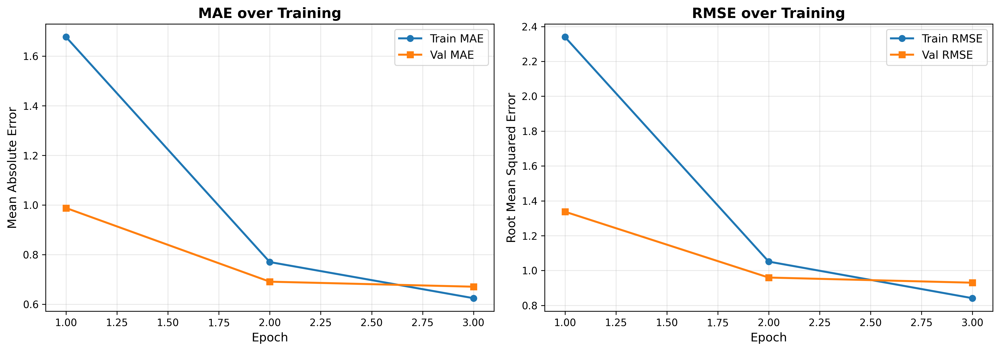 MAE over Training
Train MAE
Val MAE
Mean Absolute Error
1.6
1.4
1.2
1.0
0.8
0.6
1.00 1.25 1.50 1.75 2.00 2.25 2.50 2.75 3.00
Epoch
RMSE over Training
Train RMSE
Val RMSE
Root Mean Squared Error
2.4
2.2
2.0
1.8
1.6
1.4
1.2
1.0
0.8
1.00 1.25 1.50 1.75 2.00 2.25 2.50 2.75 3.00
Epoch